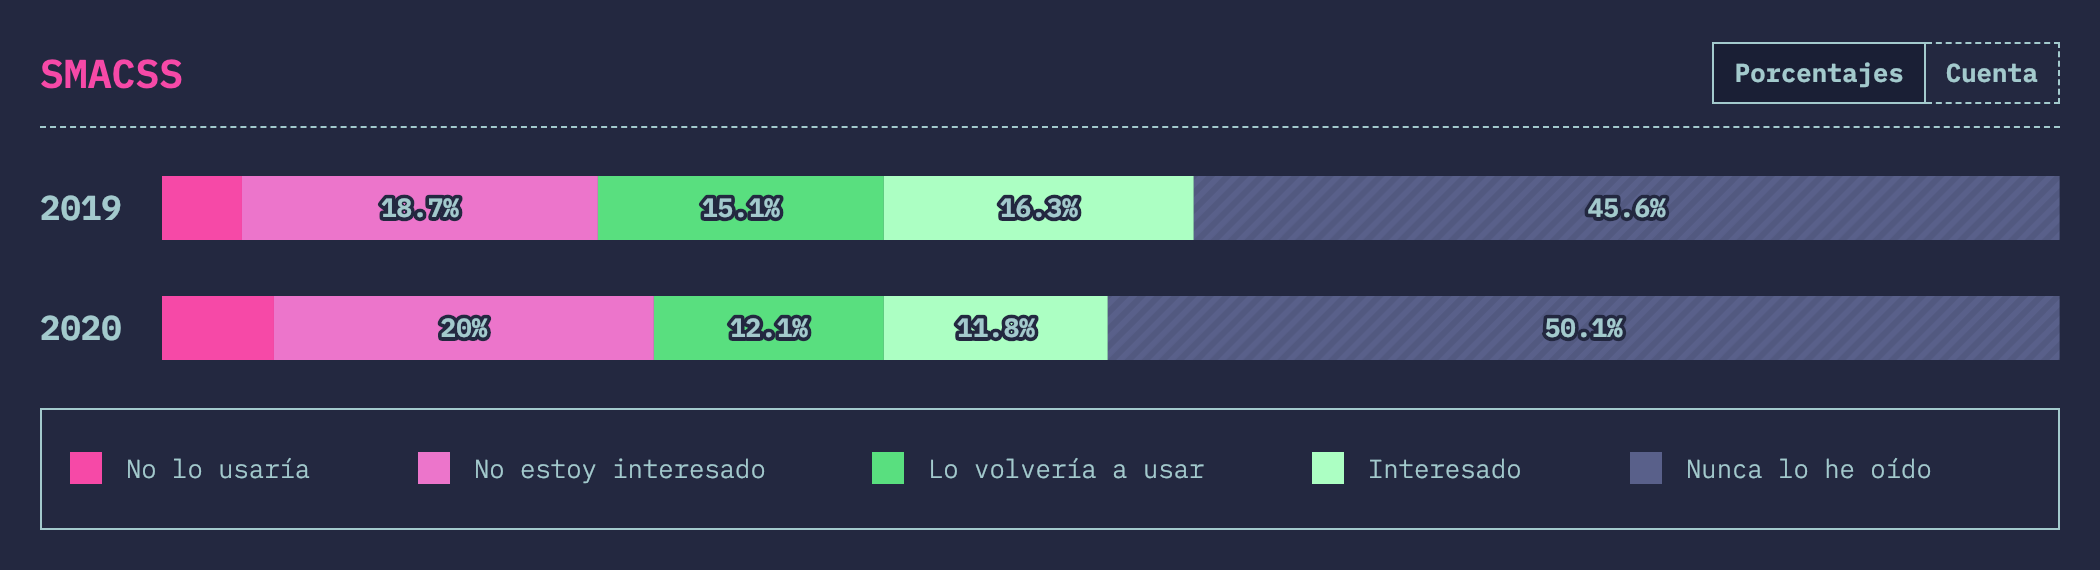 SMACSS
Porcentajes Cuenta
2019 18.7% 15.1% 16.3% 45.6%
2020 20% 12.1% 11.8% 50.1%
No lo usaría No estoy interesado Lo volvería a usar Interesado Nunca lo he oído